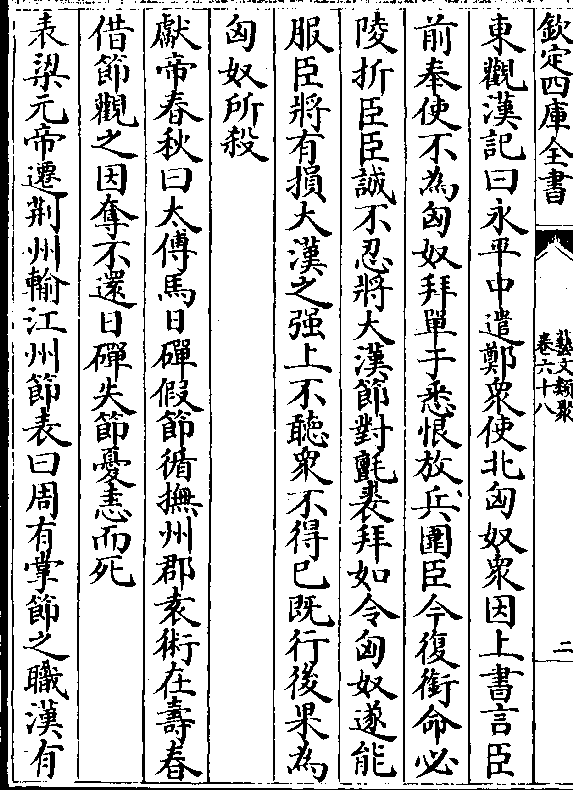 欽定四庫全書
藝文類聚
卷六十八
二
東觀漢記曰永平中遣鄭衆使北匈奴衆因上書言臣
前奉使不為匈奴拜單于恚恨放兵圍臣今復銜命必
陵折臣臣誠不忍將大漢節對氈裘拜如令匈奴遂能
服臣將有損大漢之强上不聽衆不得已既行後果為
匈奴所殺
獻帝春秋曰太傅馬日磾假節循撫州郡袁術在壽春
借節觀之因奪不還日磾失節憂恚而死
表梁元帝遷荆州輸江州節表曰周有掌節之職漢有